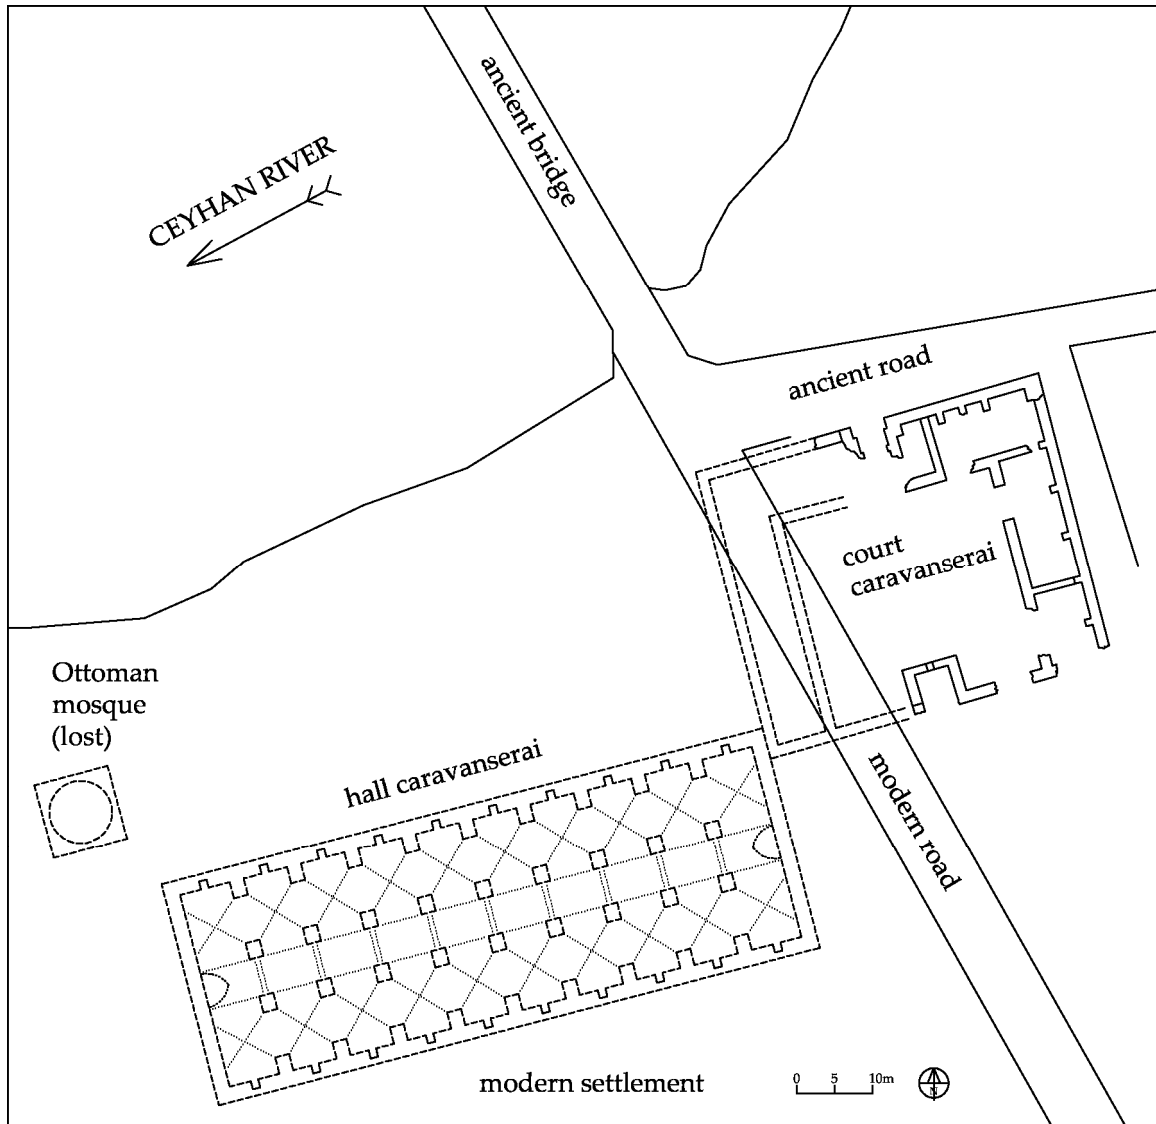 ancient bridge
CEYHAN RIVER
ancient road
court
caravanserai
Ottoman
mosque
(lost)
hall caravanserai
modern road
modern settlement
0 5 10m
N